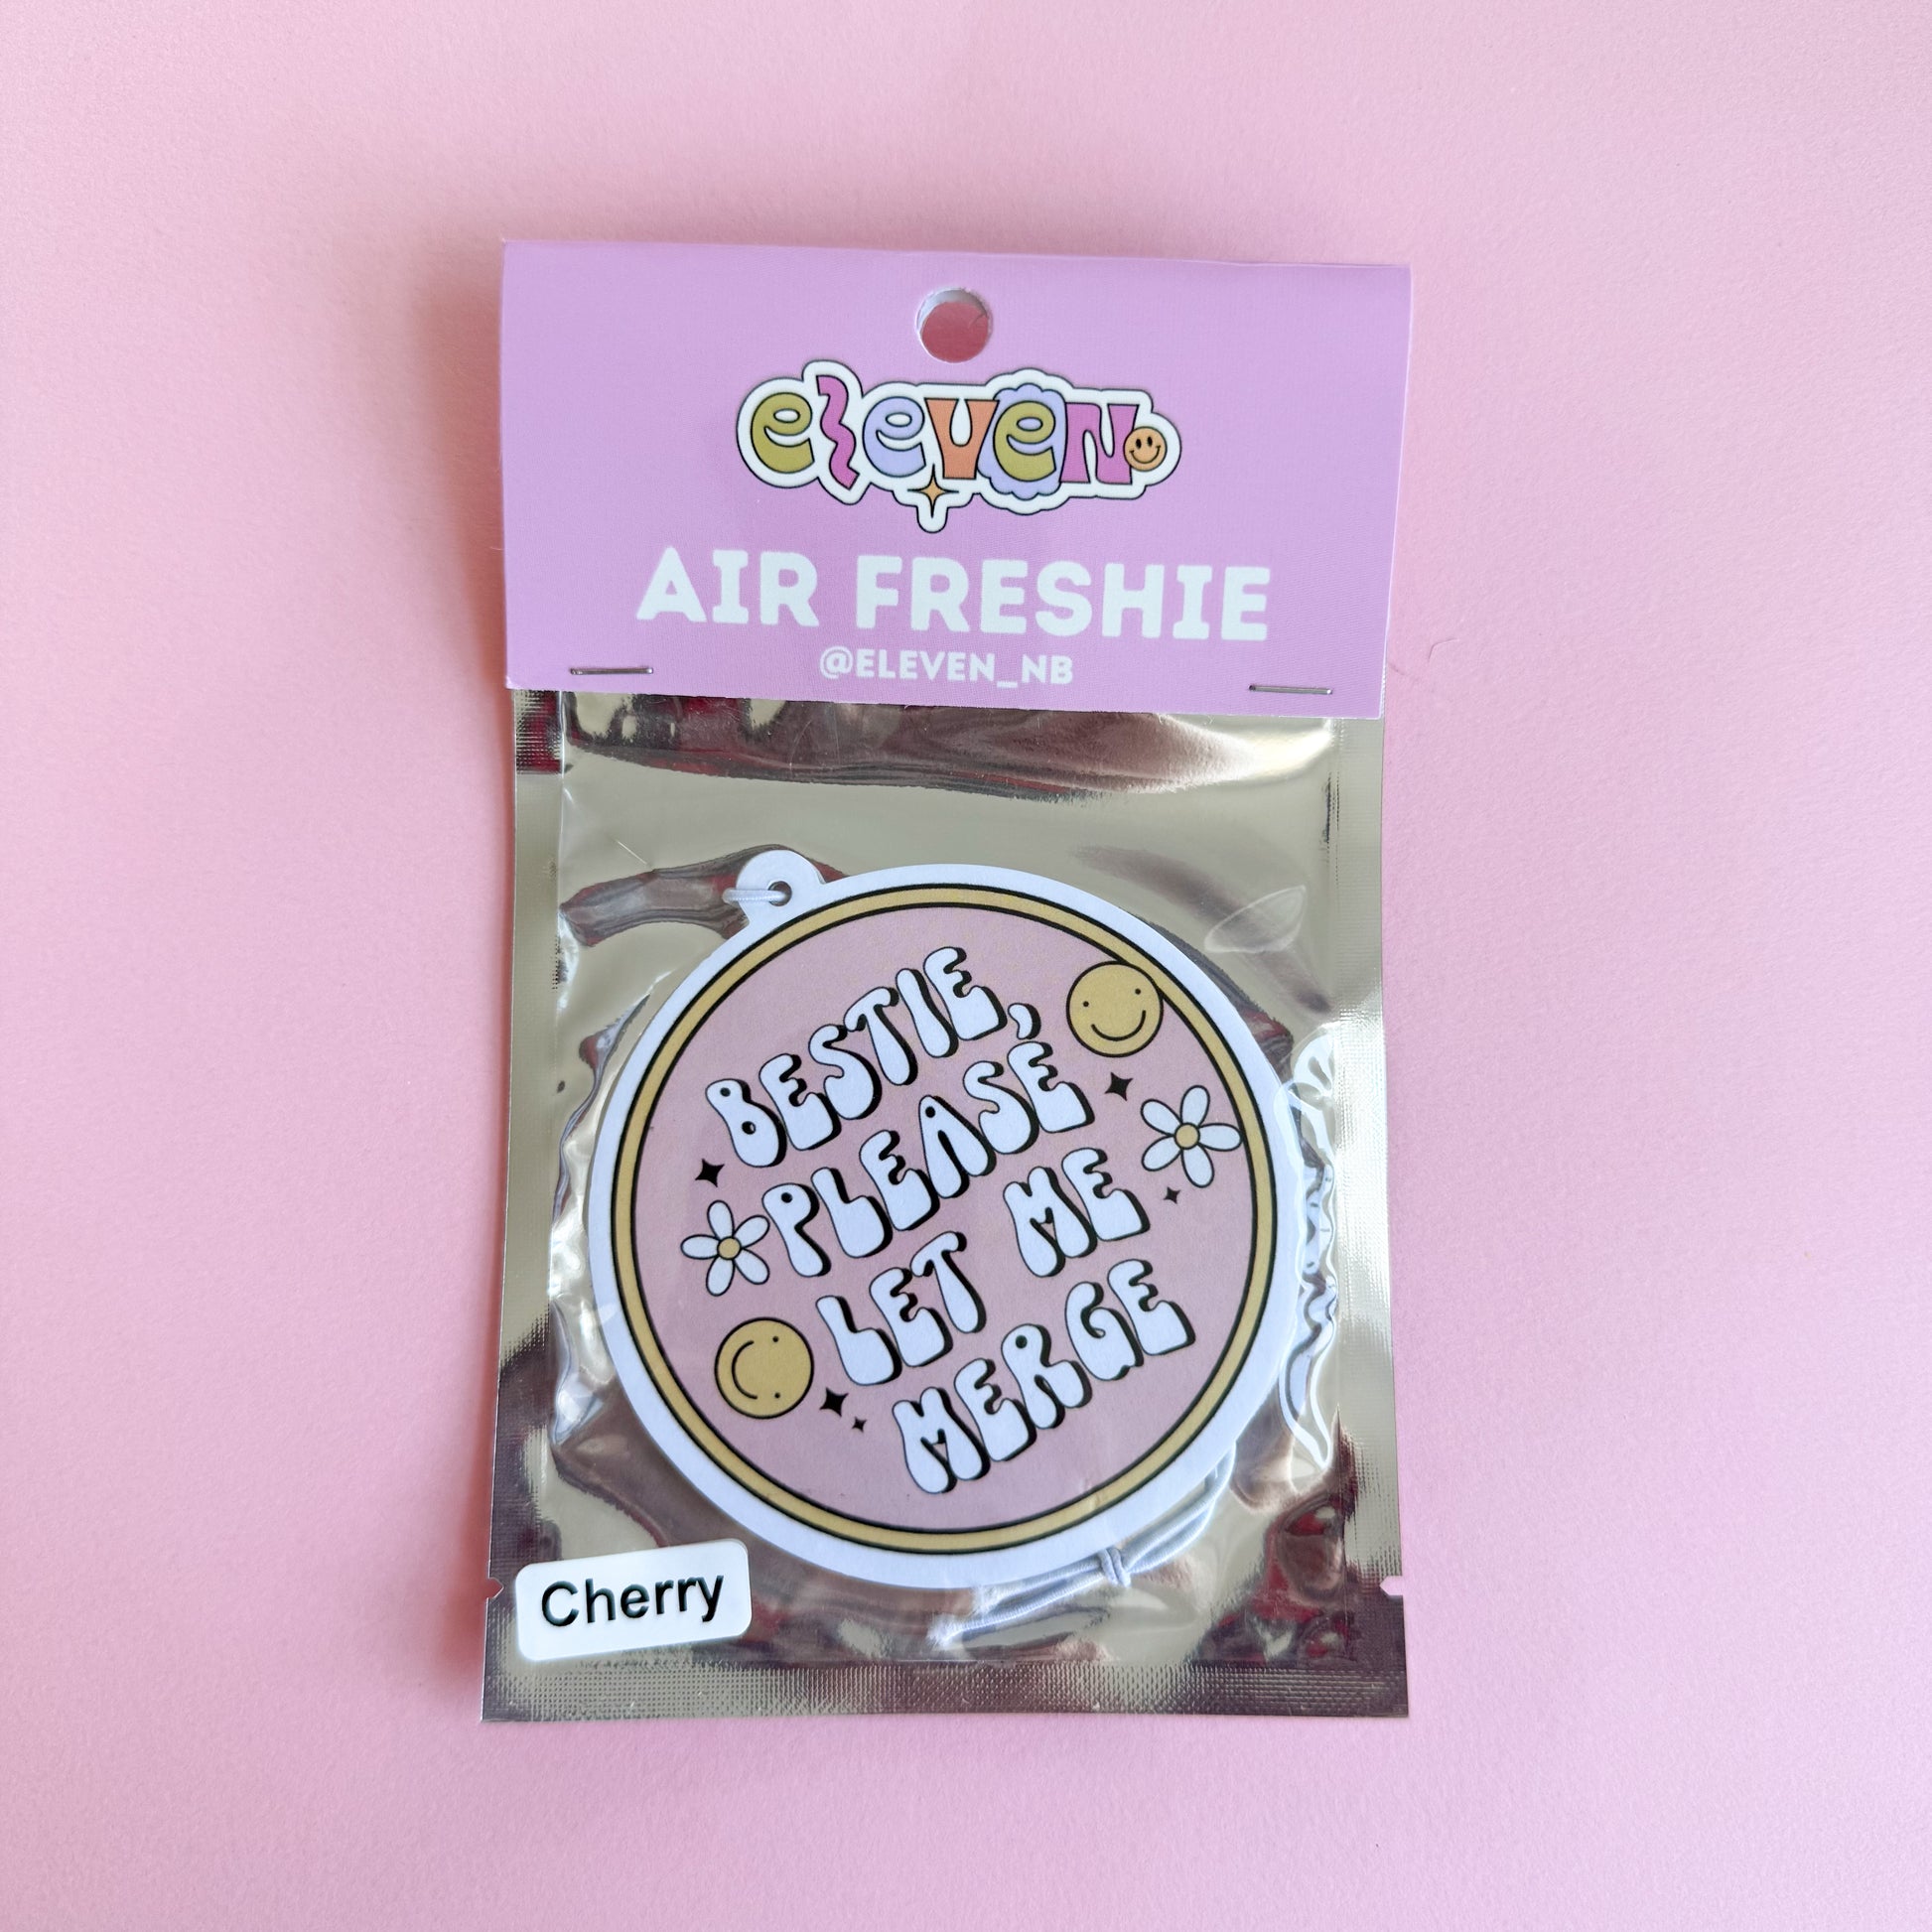 eleven
AIR FRESHIE
@ELEVEN_NB
BESTIE,
PLEASE
LET ME
MERGE
Cherry